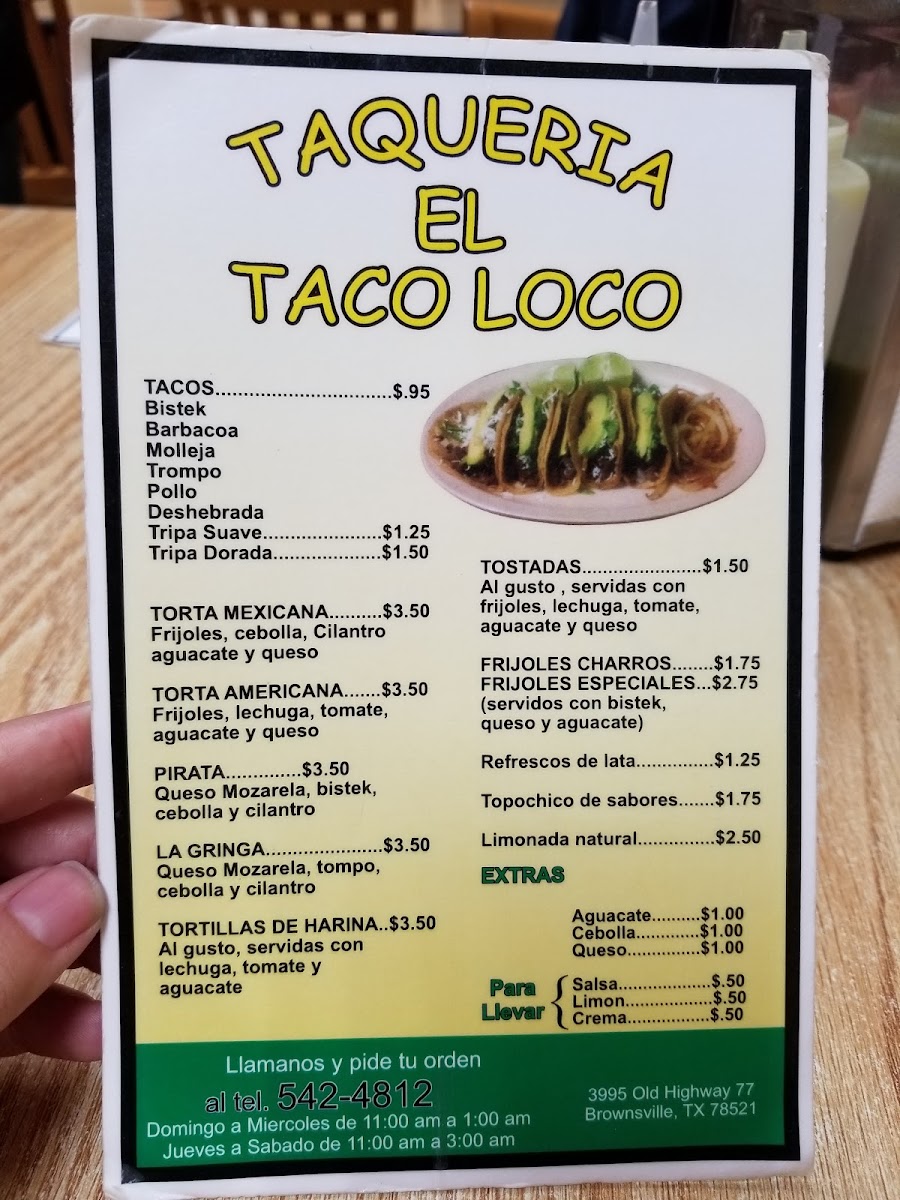 TAQUERIA
EL
TACO LOCO
TACOS...............................$.95
Bistek
Barbacoa
Molleja
Trompo
Pollo
Deshebrada
Tripa Suave.......................$1.25
Tripa Dorada.....................$1.50
TORTA MEXICANA..........$3.50
Frijoles, cebolla, Cilantro
aguacate y queso
TORTA AMERICANA.......$3.50
Frijoles, lechuga, tomate,
aguacate y queso
PIRATA..............$3.50
Queso Mozarela, bistek,
cebolla y cilantro
LA GRINGA.....................$3.50
Queso Mozarela, tompo,
cebolla y cilantro
TORTILLAS DE HARINA..$3.50
Al gusto, servidas con
lechuga, tomate y
aguacate
TOSTADAS.......................$1.50
Al gusto , servidas con
frijoles, lechuga, tomate,
aguacate y queso
FRIJOLES CHARROS........$1.75
FRIJOLES ESPECIALES...$2.75
(servidos con bistek,
queso y aguacate)
Refrescos de lata...............$1.25
Topochico de sabores.......$1.75
Limonada natural...............$2.50
EXTRAS
Aguacate..........$1.00
Cebolla.............$1.00
Queso...............$1.00
Para
Llevar
Salsa...................$.50
Limon..................$.50
Crema.................$.50
Llamanos y pide tu orden
al tel. 542-4812
Domingo a Miercoles de 11:00 am a 1:00 am
Jueves a Sabado de 11:00 am a 3:00 am
3995 Old Highway 77
Brownsville, TX 78521